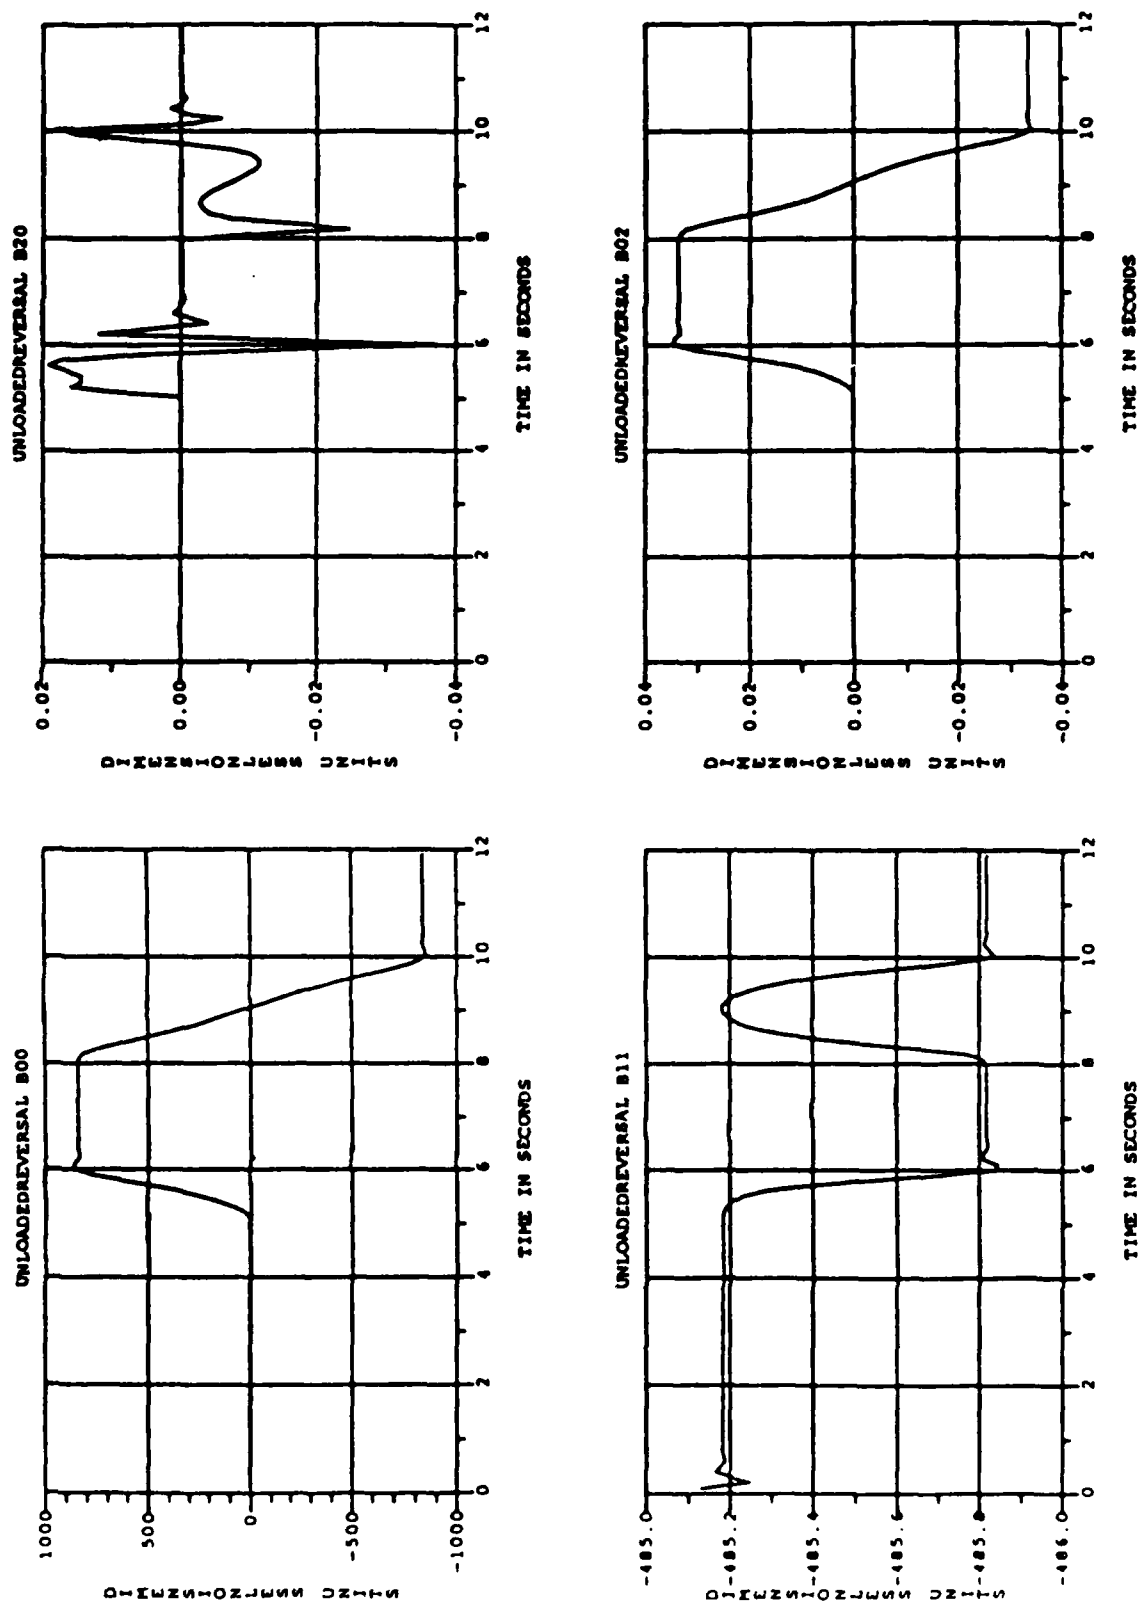 UNLOADEDREVERSAL B00
DIMENSIONLESS UNITS
1000
500
0
-500
-1000
0 2 4 6 8 10 12
TIME IN SECONDS
UNLOADEDREVERSAL B20
DIMENSIONLESS UNITS
0.02
0.00
-0.02
-0.04
0 2 4 6 8 10 12
TIME IN SECONDS
UNLOADEDREVERSAL B11
DIMENSIONLESS UNITS
-485.0
-485.2
-485.4
-485.6
-485.8
-486.0
0 2 4 6 8 10 12
TIME IN SECONDS
UNLOADEDREVERSAL B02
DIMENSIONLESS UNITS
0.04
0.02
0.00
-0.02
-0.04
0 2 4 6 8 10 12
TIME IN SECONDS